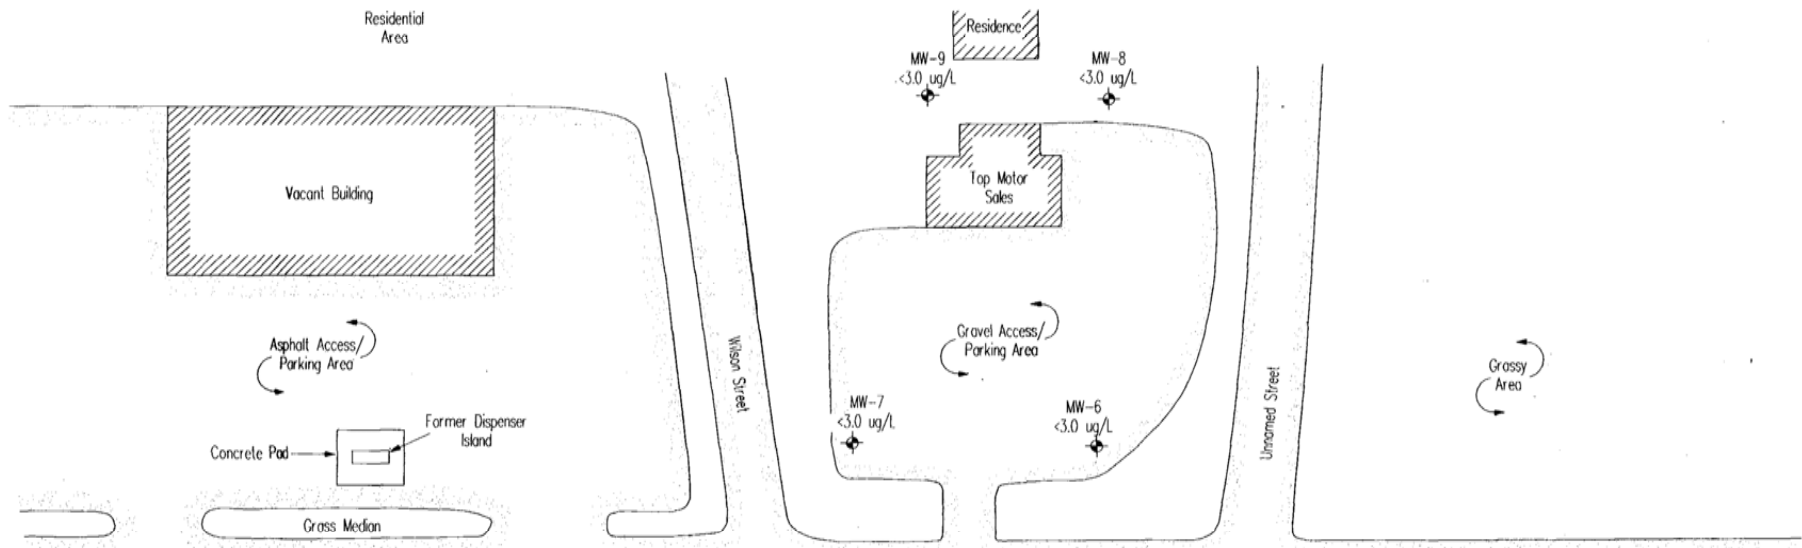 Residential
Area
Residence
MW-9
<3.0 ug/L
MW-8
<3.0 ug/L
Vacant Building
Top Motor
Sales
Asphalt Access/
Parking Area
Wilson Street
Gravel Access/
Parking Area
Unnamed Street
Grassy
Area
MW-7
<3.0 ug/L
MW-6
<3.0 ug/L
Former Dispenser
Island
Concrete Pad
Grass Median